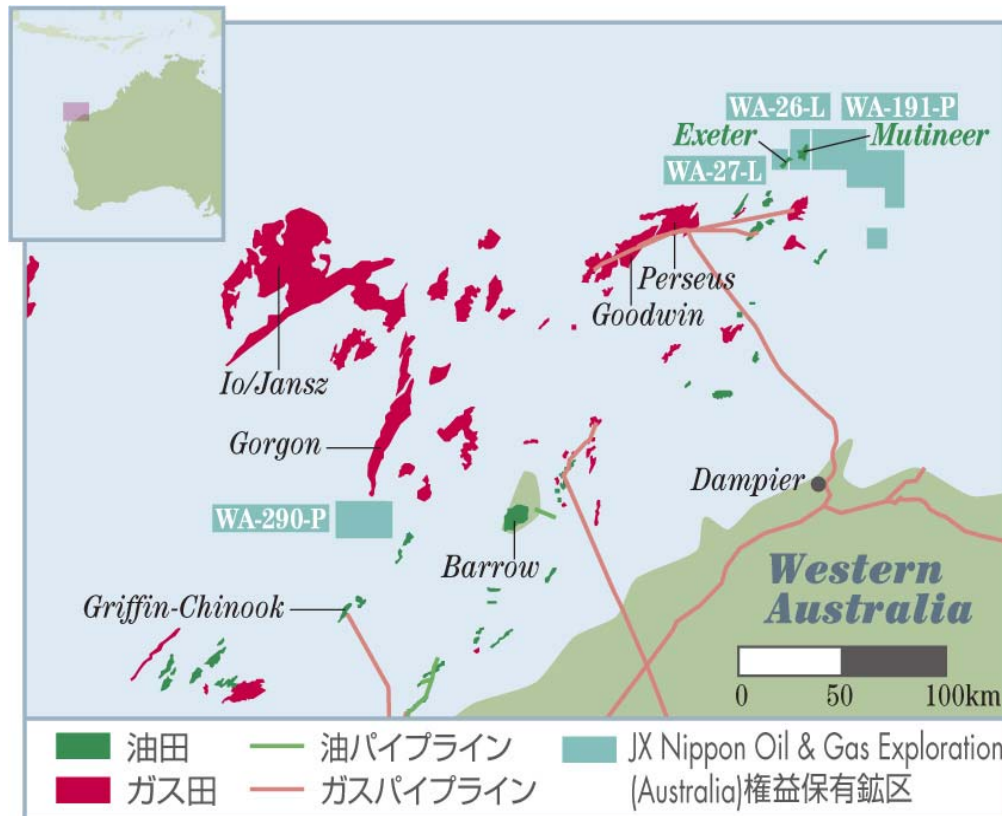 WA-26-L
WA-191-P
Exeter
Mutineer
WA-27-L
Perseus
Goodwin
Io/Jansz
Gorgon
Dampier
WA-290-P
Barrow
Western
Australia
Griffin-Chinook
0 50 100km
油田
油パイプライン
JX Nippon Oil & Gas Exploration
ガス田
ガスパイプライン
(Australia)権益保有鉱区